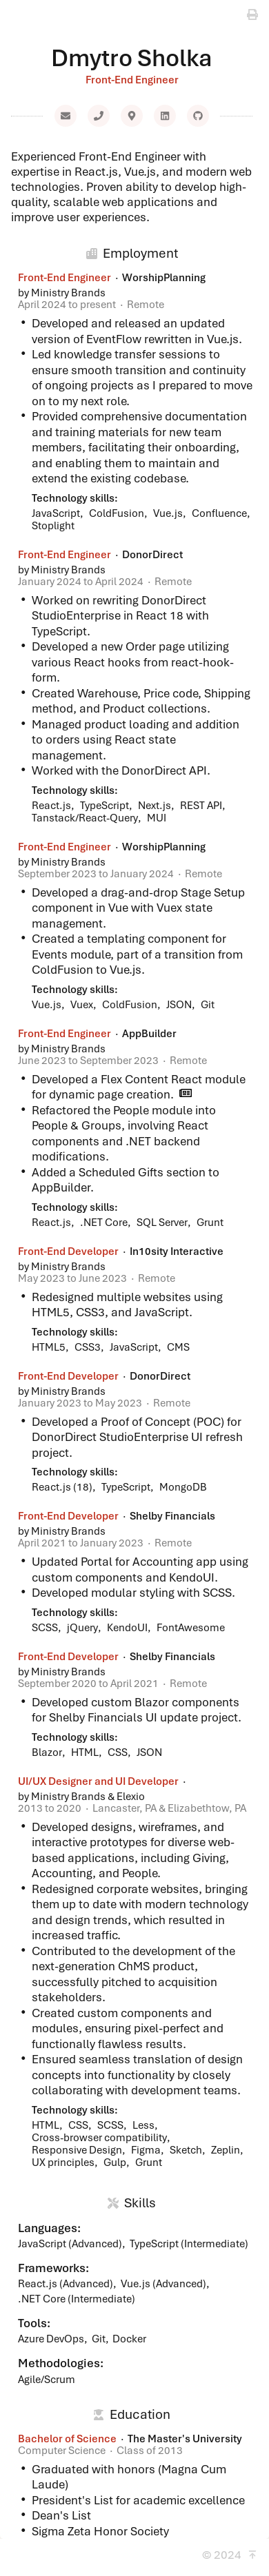 Dmytro Sholka
Front-End Engineer
Experienced Front-End Engineer with
expertise in React.js, Vue.js, and modern web
technologies. Proven ability to develop high-
quality, scalable web applications and
improve user experiences.
Employment
Front-End Engineer · WorshipPlanning
by Ministry Brands
April 2024 to present · Remote
• Developed and released an updated
version of EventFlow rewritten in Vue.js.
• Led knowledge transfer sessions to
ensure smooth transition and continuity
of ongoing projects as I prepared to move
on to my next role.
• Provided comprehensive documentation
and training materials for new team
members, facilitating their onboarding,
and enabling them to maintain and
extend the existing codebase.
Technology skills:
JavaScript, ColdFusion, Vue.js, Confluence,
Stoplight
Front-End Engineer · DonorDirect
by Ministry Brands
January 2024 to April 2024 · Remote
• Worked on rewriting DonorDirect
StudioEnterprise in React 18 with
TypeScript.
• Developed a new Order page utilizing
various React hooks from react-hook-
form.
• Created Warehouse, Price code, Shipping
method, and Product collections.
• Managed product loading and addition
to orders using React state
management.
• Worked with the DonorDirect API.
Technology skills:
React.js, TypeScript, Next.js, REST API,
Tanstack/React-Query, MUI
Front-End Engineer · WorshipPlanning
by Ministry Brands
September 2023 to January 2024 · Remote
• Developed a drag-and-drop Stage Setup
component in Vue with Vuex state
management.
• Created a templating component for
Events module, part of a transition from
ColdFusion to Vue.js.
Technology skills:
Vue.js, Vuex, ColdFusion, JSON, Git
Front-End Engineer · AppBuilder
by Ministry Brands
June 2023 to September 2023 · Remote
• Developed a Flex Content React module
for dynamic page creation.
• Refactored the People module into
People & Groups, involving React
components and .NET backend
modifications.
• Added a Scheduled Gifts section to
AppBuilder.
Technology skills:
React.js, .NET Core, SQL Server, Grunt
Front-End Developer · In10sity Interactive
by Ministry Brands
May 2023 to June 2023 · Remote
• Redesigned multiple websites using
HTML5, CSS3, and JavaScript.
Technology skills:
HTML5, CSS3, JavaScript, CMS
Front-End Developer · DonorDirect
by Ministry Brands
January 2023 to May 2023 · Remote
• Developed a Proof of Concept (POC) for
DonorDirect StudioEnterprise UI refresh
project.
Technology skills:
React.js (18), TypeScript, MongoDB
Front-End Developer · Shelby Financials
by Ministry Brands
April 2021 to January 2023 · Remote
• Updated Portal for Accounting app using
custom components and KendoUI.
• Developed modular styling with SCSS.
Technology skills:
SCSS, jQuery, KendoUI, FontAwesome
Front-End Developer · Shelby Financials
by Ministry Brands
September 2020 to April 2021 · Remote
• Developed custom Blazor components
for Shelby Financials UI update project.
Technology skills:
Blazor, HTML, CSS, JSON
UI/UX Designer and UI Developer ·
by Ministry Brands & Elexio
2013 to 2020 · Lancaster, PA & Elizabethtow, PA
• Developed designs, wireframes, and
interactive prototypes for diverse web-
based applications, including Giving,
Accounting, and People.
• Redesigned corporate websites, bringing
them up to date with modern technology
and design trends, which resulted in
increased traffic.
• Contributed to the development of the
next-generation ChMS product,
successfully pitched to acquisition
stakeholders.
• Created custom components and
modules, ensuring pixel-perfect and
functionally flawless results.
• Ensured seamless translation of design
concepts into functionality by closely
collaborating with development teams.
Technology skills:
HTML, CSS, SCSS, Less,
Cross-browser compatibility,
Responsive Design, Figma, Sketch, Zeplin,
UX principles, Gulp, Grunt
Skills
Languages:
JavaScript (Advanced), TypeScript (Intermediate)
Frameworks:
React.js (Advanced), Vue.js (Advanced),
.NET Core (Intermediate)
Tools:
Azure DevOps, Git, Docker
Methodologies:
Agile/Scrum
Education
Bachelor of Science · The Master's University
Computer Science · Class of 2013
• Graduated with honors (Magna Cum
Laude)
• President's List for academic excellence
• Dean's List
• Sigma Zeta Honor Society
© 2024